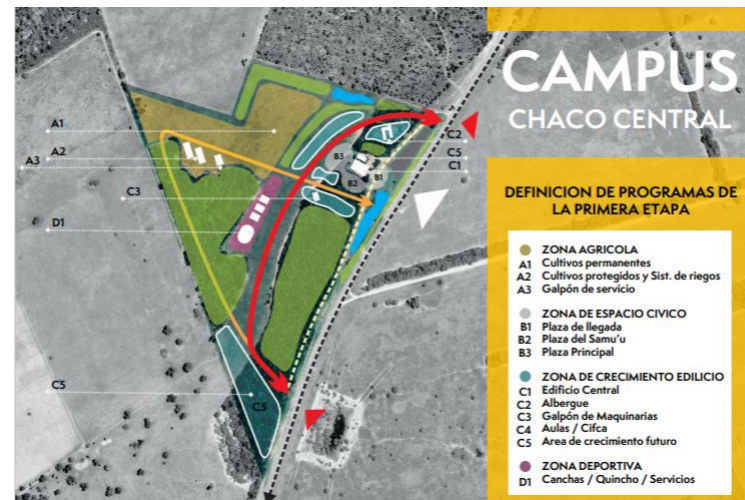 CAMPUS
CHACO CENTRAL
DEFINICION DE PROGRAMAS DE
LA PRIMERA ETAPA
ZONA AGRICOLA
A1 Cultivos permanentes
A2 Cultivos protegidos y Sist. de riegos
A3 Galpón de servicio
ZONA DE ESPACIO CIVICO
B1 Plaza de llegada
B2 Plaza del Samu'u
B3 Plaza Principal
ZONA DE CRECIMIENTO EDILICIO
C1 Edificio Central
C2 Albergue
C3 Galpón de Maquinarias
C4 Aulas / Cifca
C5 Area de crecimiento futuro
ZONA DEPORTIVA
D1 Canchas / Quincho / Servicios
A1
A2
A3
C3
D1
C5
C5
B3
B2
B1
C2
C5
C1